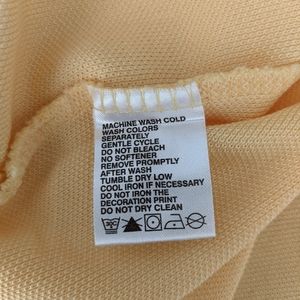 MACHINE WASH COLD
WASH COLORS
SEPARATELY
GENTLE CYCLE
DO NOT BLEACH
NO SOFTENER
REMOVE PROMPTLY
AFTER WASH
TUMBLE DRY LOW
COOL IRON IF NECESSARY
DO NOT IRON THE
DECORATION PRINT
DO NOT DRY CLEAN